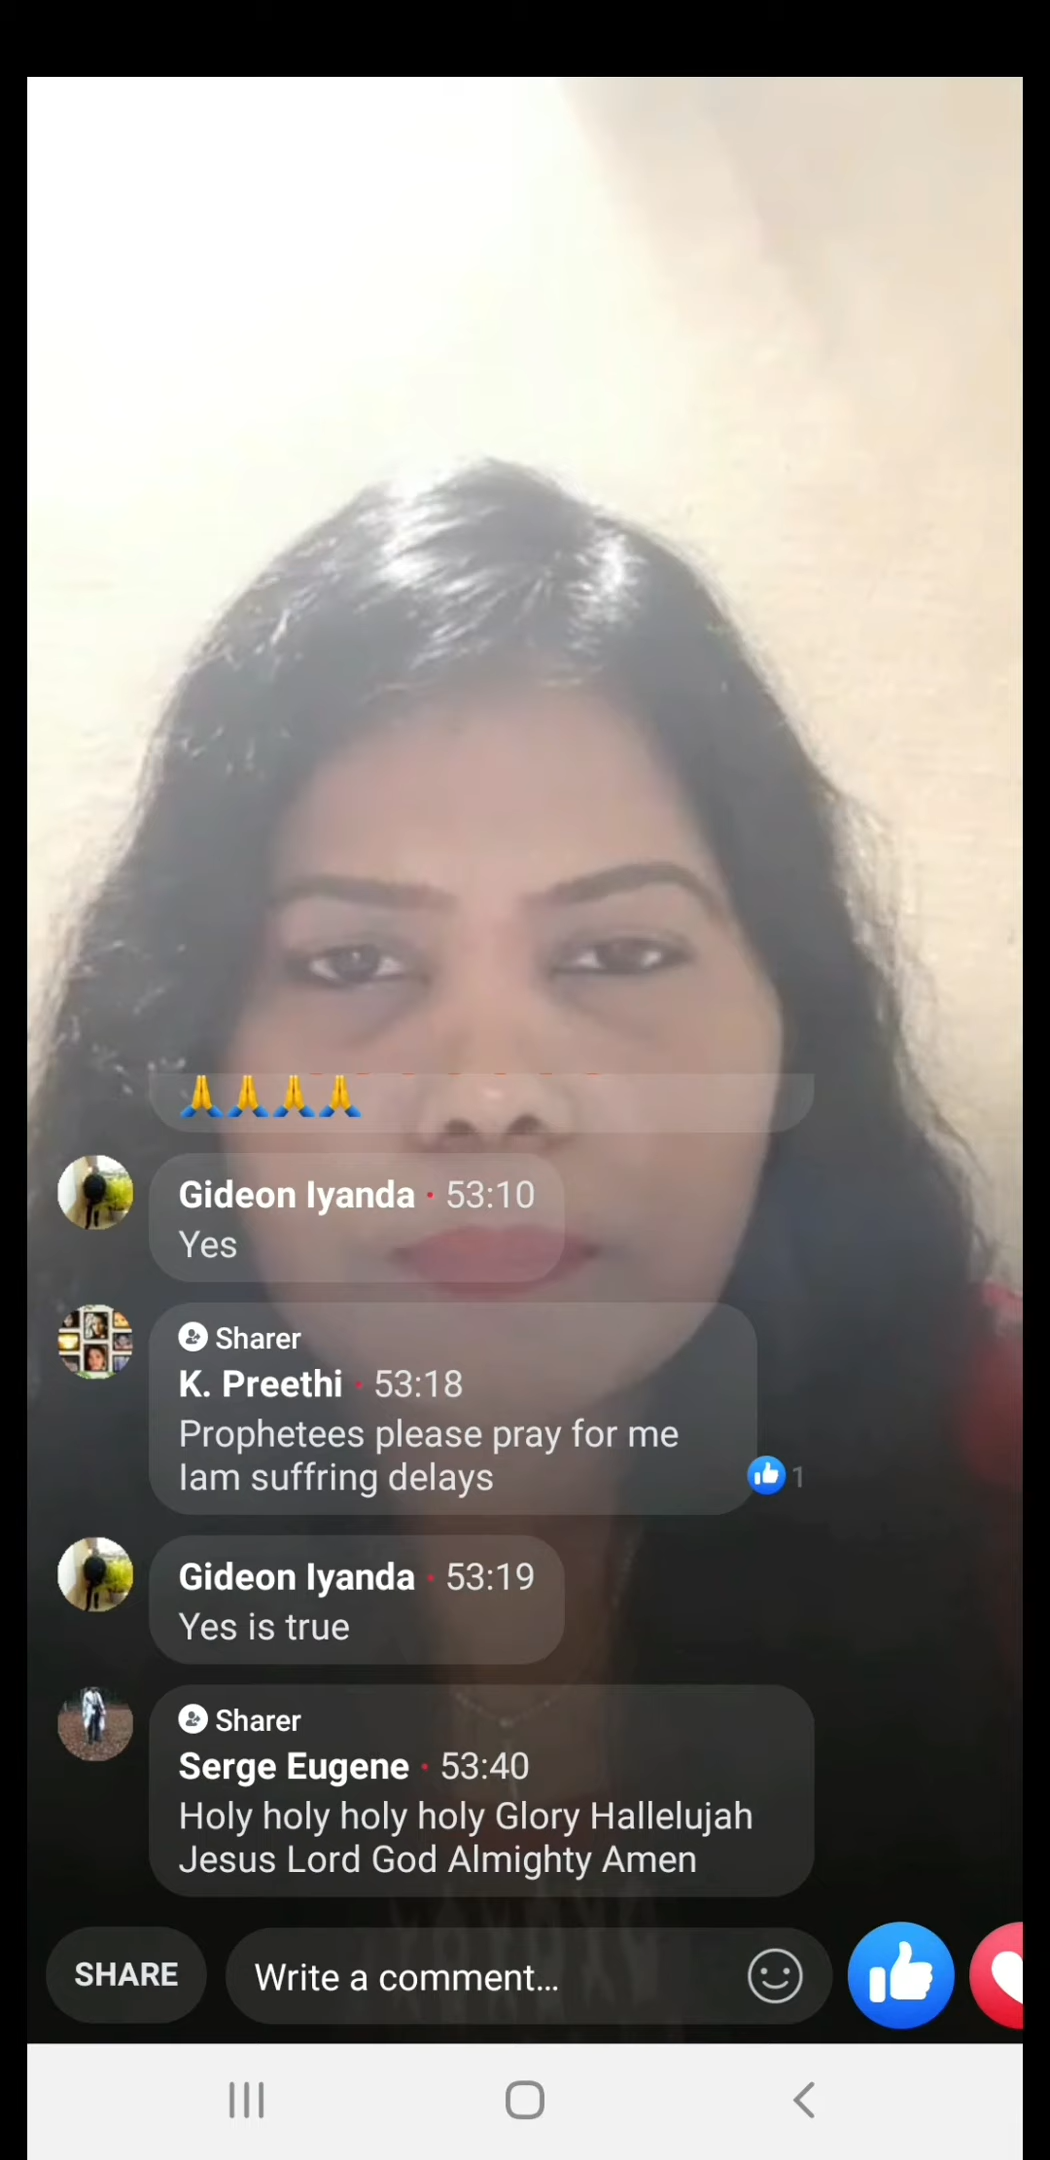 🙏🙏🙏🙏
Gideon Iyanda · 53:10
Yes
Sharer
K. Preethi · 53:18
Prophetees please pray for me
Iam suffring delays
1
Gideon Iyanda · 53:19
Yes is true
Sharer
Serge Eugene · 53:40
Holy holy holy holy Glory Hallelujah
Jesus Lord God Almighty Amen
SHARE
Write a comment...